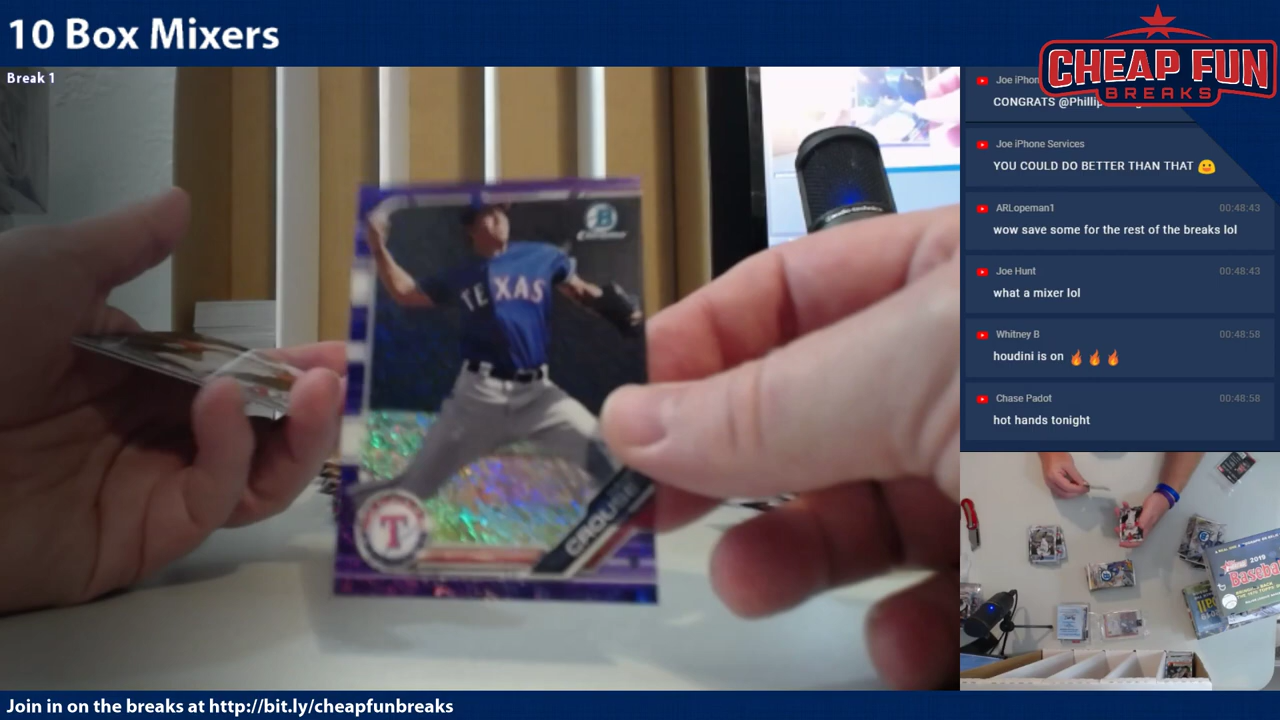 10 Box Mixers
CHEAP FUN
BREAKS
Break 1
Joe iPhon
CONGRATS @Phillip
Joe iPhone Services
YOU COULD DO BETTER THAN THAT
ARLopeman1 00:48:43
wow save some for the rest of the breaks lol
Joe Hunt 00:48:43
what a mixer lol
Whitney B 00:48:58
houdini is on
Chase Padot 00:48:58
hot hands tonight
B
TEXAS
T
CROUSE
2019
Baseba
Join in on the breaks at http://bit.ly/cheapfunbreaks